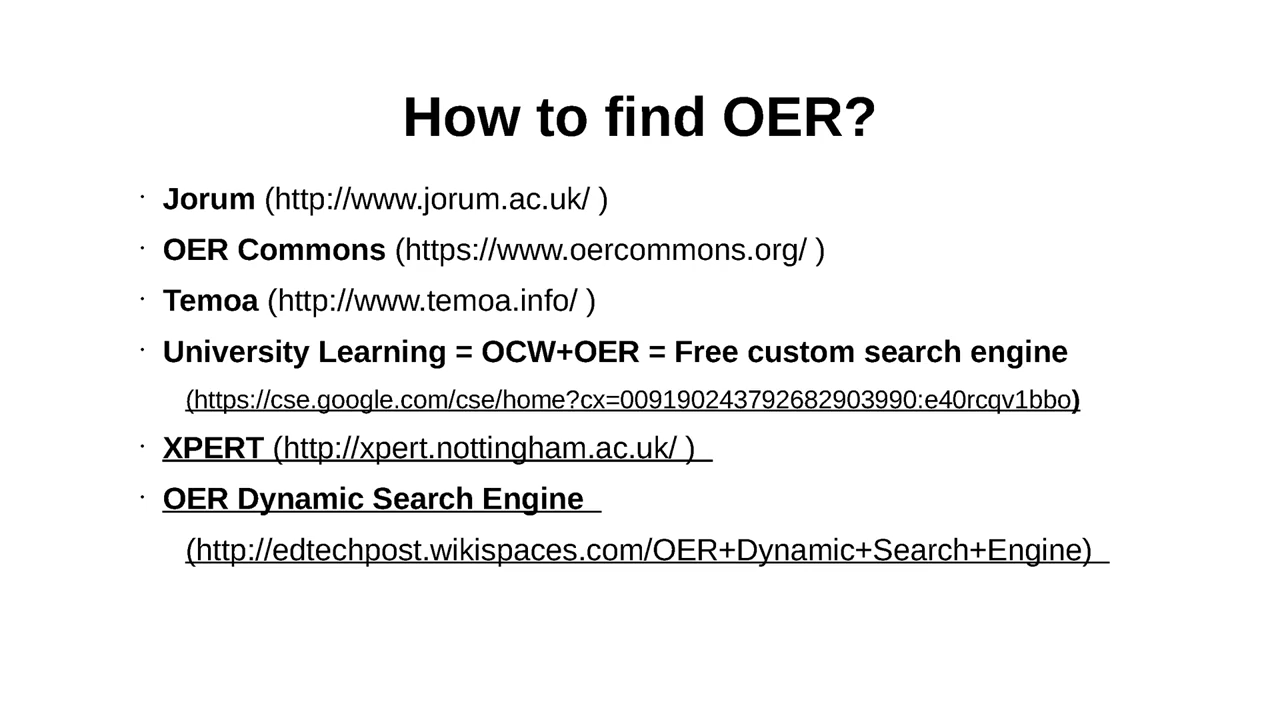 How to find OER?
· Jorum (http://www.jorum.ac.uk/ )
· OER Commons (https://www.oercommons.org/ )
· Temoa (http://www.temoa.info/ )
· University Learning = OCW+OER = Free custom search engine
(https://cse.google.com/cse/home?cx=009190243792682903990:e40rcqv1bbo)
· XPERT (http://xpert.nottingham.ac.uk/ )
· OER Dynamic Search Engine
(http://edtechpost.wikispaces.com/OER+Dynamic+Search+Engine)